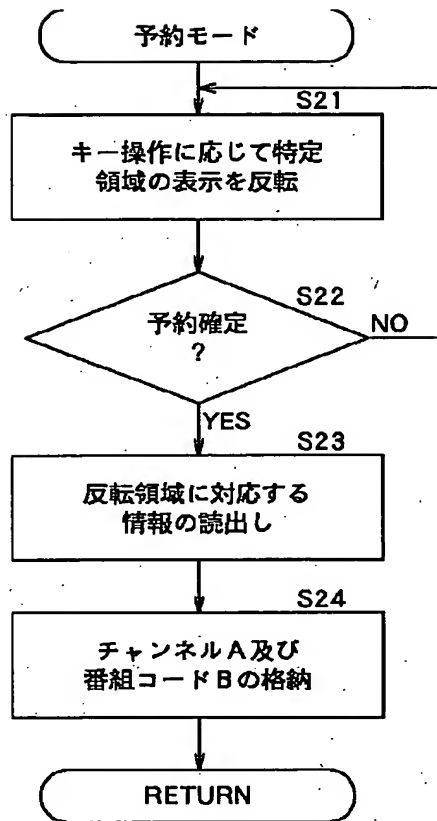 予約モード
S21
キー操作に応じて特定
領域の表示を反転
S22
予約確定
?
NO
YES
S23
反転領域に対応する
情報の読出し
S24
チャンネルA及び
番組コードBの格納
RETURN